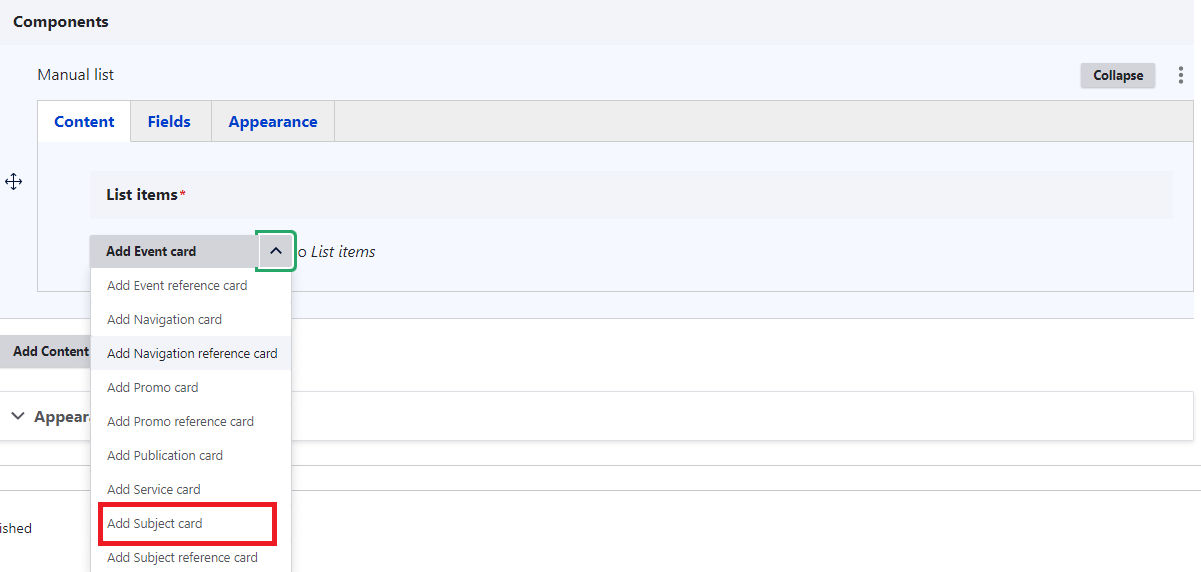 Components
Manual list
Collapse
Content
Fields
Appearance
List items*
Add Event card
o List items
Add Event reference card
Add Navigation card
Add Navigation reference card
Add Content
Add Promo card
Appear
Add Promo reference card
Add Publication card
Add Service card
Add Subject card
ished
Add Subject reference card